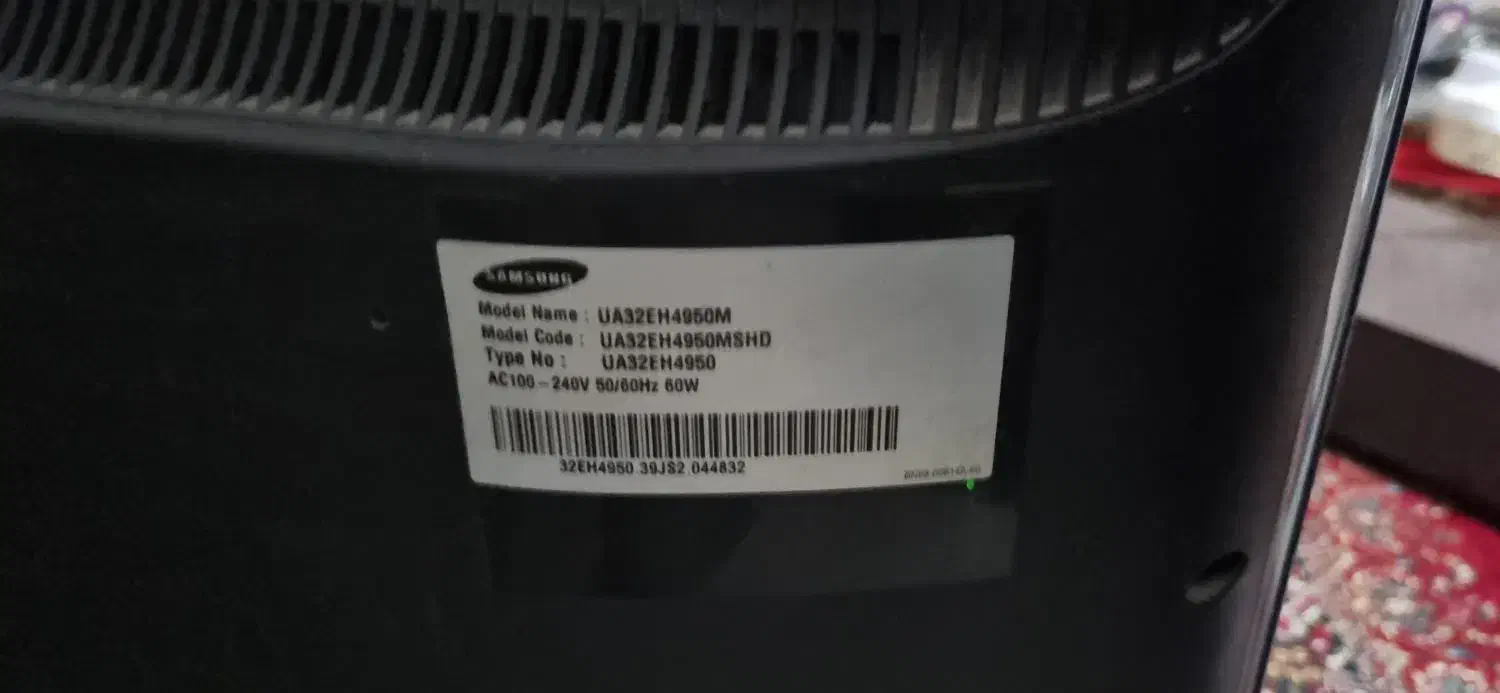 SAMSUNG
Model Name : UA32EH4950M
Model Code : UA32EH4950MSHD
Type No : UA32EH4950
AC100-240V 50/60Hz 60W
32EH4950 39JS2 044832